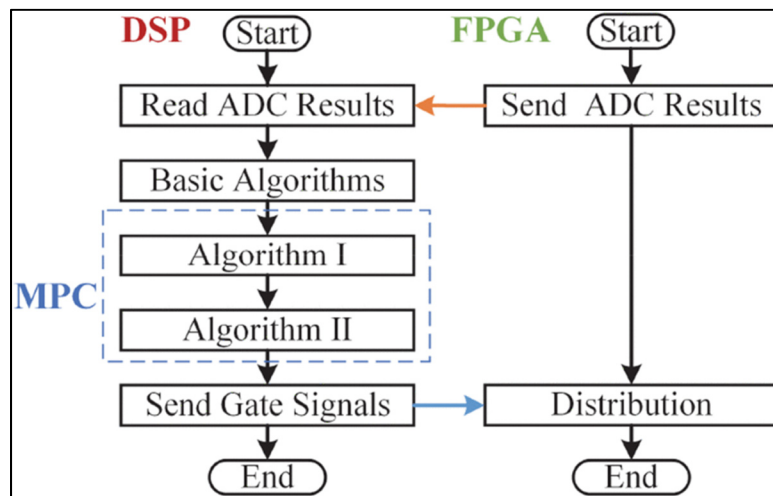 DSP Start FPGA Start
Read ADC Results Send ADC Results
Basic Algorithms
Algorithm I
MPC
Algorithm II
Send Gate Signals Distribution
End End